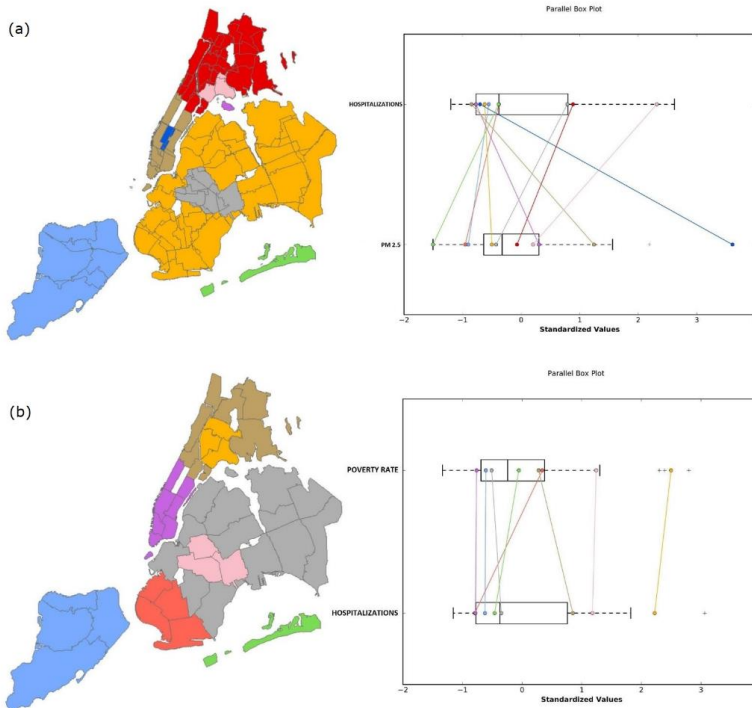 Parallel Box Plot
(a)
HOSPITALIZATIONS
PM 2.5
−2 −1 0 1 2 3
Standardized Values
Parallel Box Plot
(b)
POVERTY RATE
HOSPITALIZATIONS
−2 −1 0 1 2 3
Standardized Values